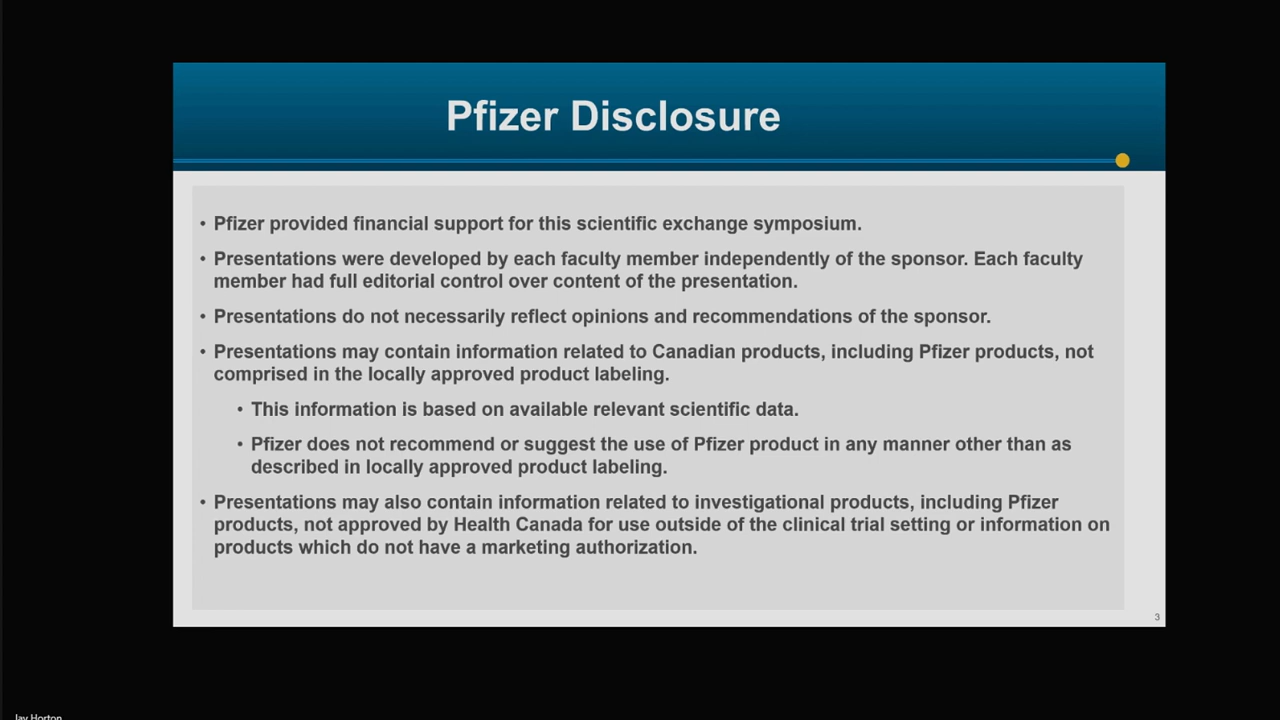 Pfizer Disclosure
• Pfizer provided financial support for this scientific exchange symposium.
• Presentations were developed by each faculty member independently of the sponsor. Each faculty
member had full editorial control over content of the presentation.
• Presentations do not necessarily reflect opinions and recommendations of the sponsor.
• Presentations may contain information related to Canadian products, including Pfizer products, not
comprised in the locally approved product labeling.
• This information is based on available relevant scientific data.
• Pfizer does not recommend or suggest the use of Pfizer product in any manner other than as
described in locally approved product labeling.
• Presentations may also contain information related to investigational products, including Pfizer
products, not approved by Health Canada for use outside of the clinical trial setting or information on
products which do not have a marketing authorization.
3
Jay Horton